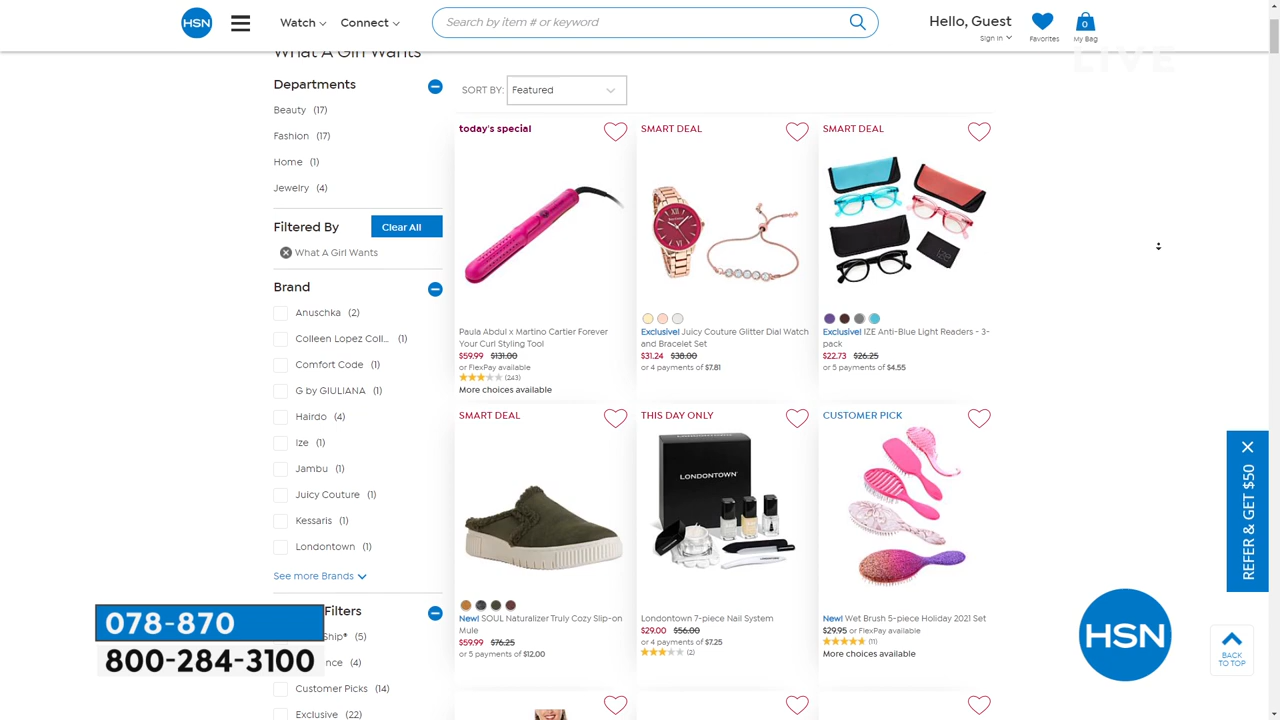 HSN
Watch
Connect
Search by item # or keyword
Hello, Guest
Sign In
Favorites
0
My Bag
LIVE
What A Girl Wants
Departments
Beauty (17)
Fashion (17)
Home (1)
Jewelry (4)
Filtered By
Clear All
What A Girl Wants
Brand
Anuschka (2)
Colleen Lopez Coll... (1)
Comfort Code (1)
G by GIULIANA (1)
Hairdo (4)
Ize (1)
Jambu (1)
Juicy Couture (1)
Kessaris (1)
Londontown (1)
See more Brands
Filters
Ship® (5)
nce (4)
Customer Picks (14)
Exclusive (22)
SORT BY: Featured
today's special
Paula Abdul x Martino Cartier Forever
Your Curl Styling Tool
$59.99 $131.00
or FlexPay available
(243)
More choices available
SMART DEAL
Exclusive! Juicy Couture Glitter Dial Watch
and Bracelet Set
$31.24 $38.00
or 4 payments of $7.81
SMART DEAL
Exclusive! IZE Anti-Blue Light Readers - 3-
pack
$22.73 $26.25
or 5 payments of $4.55
SMART DEAL
New! SOUL Naturalizer Truly Cozy Slip-on
Mule
$59.99 $76.25
or 5 payments of $12.00
THIS DAY ONLY
LONDONTOWN
Londontown 7-piece Nail System
$29.00 $56.00
or 4 payments of $7.25
(2)
CUSTOMER PICK
New! Wet Brush 5-piece Holiday 2021 Set
$29.95 or FlexPay available
(11)
More choices available
REFER & GET $50
BACK
TO TOP
HSN
078-870
800-284-3100